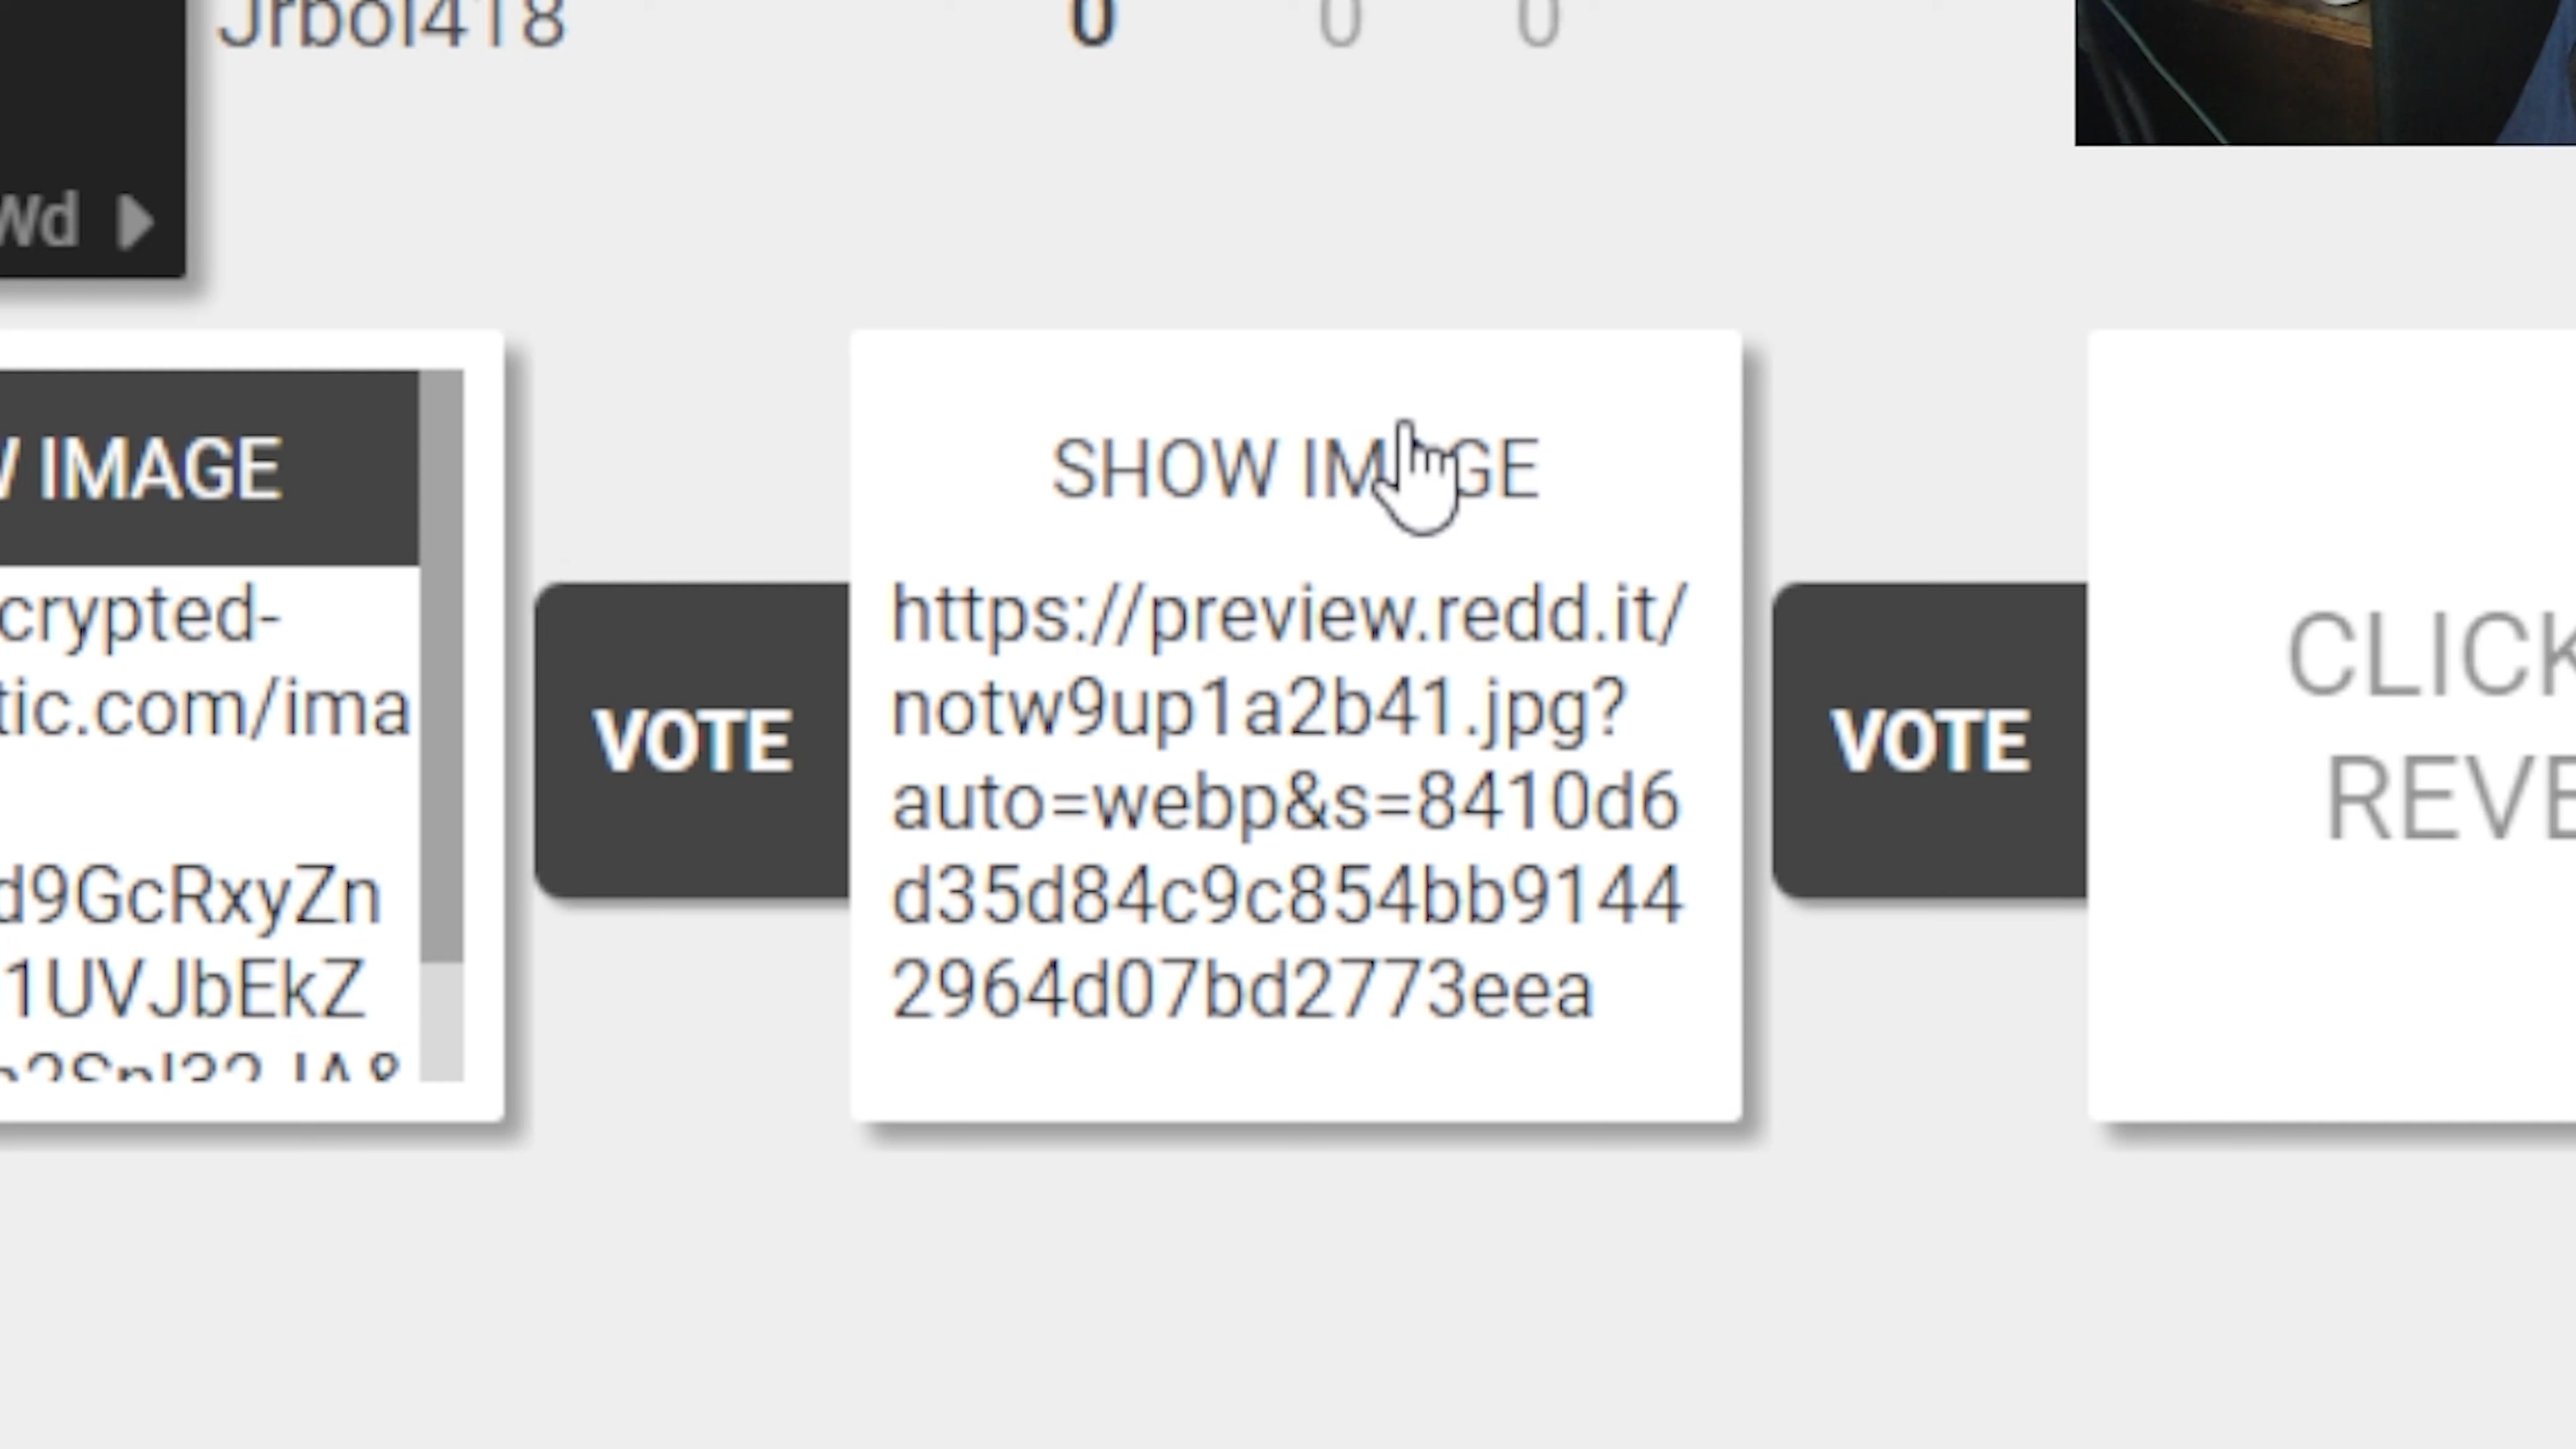 Jrboi418 0 0 0
Wd
W IMAGE
crypted-
tic.com/ima
d9GcRxyZn
1UVJbEkZ
VOTE
SHOW IMAGE
https://preview.redd.it/
notw9up1a2b41.jpg?
auto=webp&s=8410d6
d35d84c9c854bb9144
2964d07bd2773eea
VOTE
CLICK
REVE